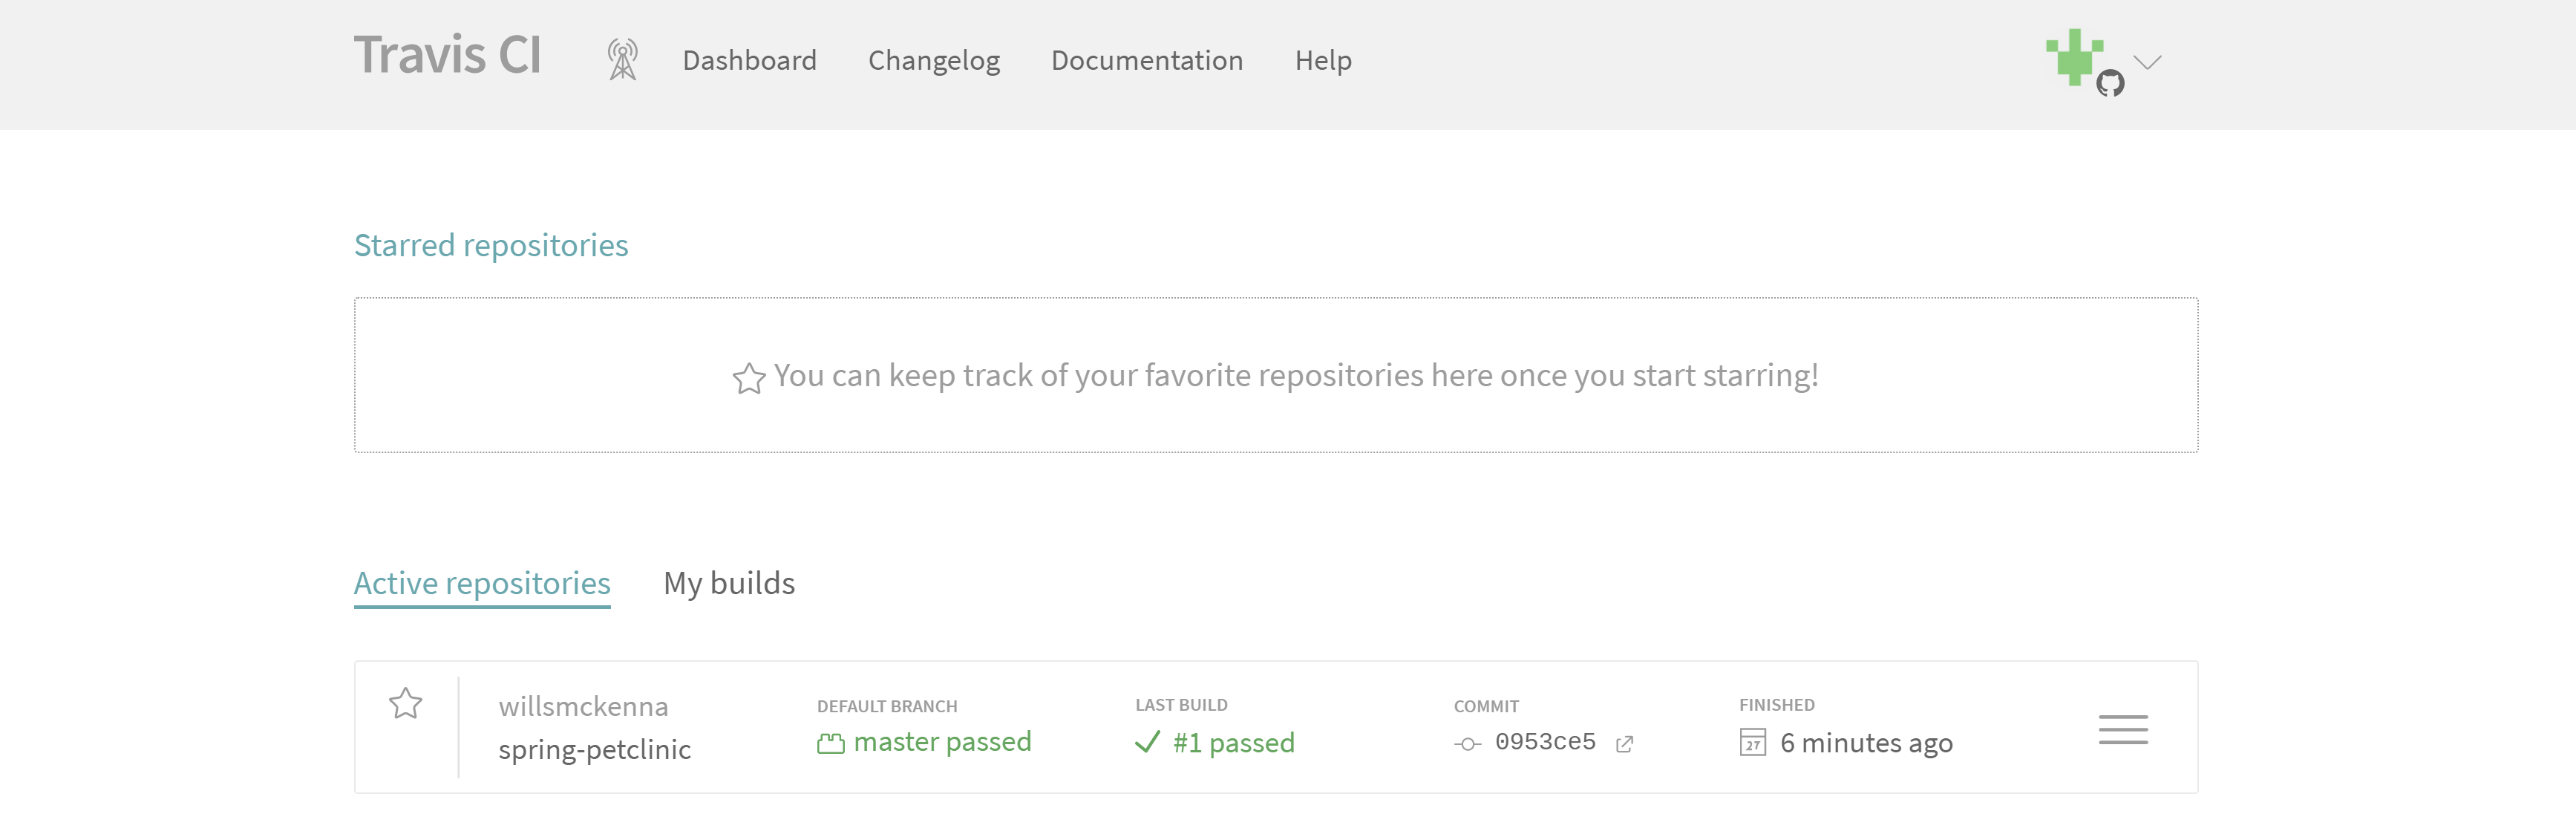 Travis CI Dashboard Changelog Documentation Help
Starred repositories
You can keep track of your favorite repositories here once you start starring!
Active repositories My builds
willsmckenna DEFAULT BRANCH LAST BUILD COMMIT FINISHED
spring-petclinic master passed #1 passed 0953ce5 27 6 minutes ago